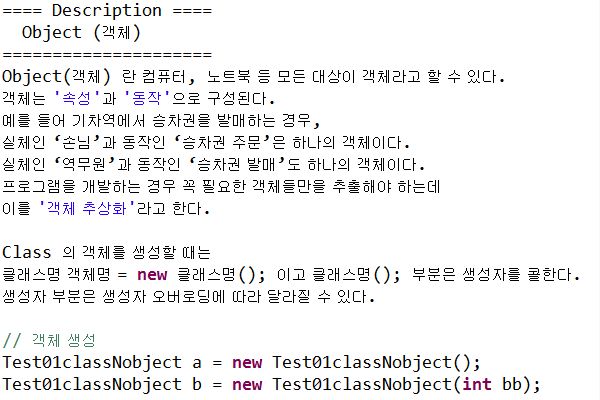 ==== Description ====
Object (객체)
=====================
Object(객체) 란 컴퓨터, 노트북 등 모든 대상이 객체라고 할 수 있다.
객체는 '속성'과 '동작'으로 구성된다.
예를 들어 기차역에서 승차권을 발매하는 경우,
실체인 ‘손님’과 동작인 ‘승차권 주문’은 하나의 객체이다.
실체인 ‘역무원’과 동작인 ‘승차권 발매’도 하나의 객체이다.
프로그램을 개발하는 경우 꼭 필요한 객체들만을 추출해야 하는데
이를 '객체 추상화'라고 한다.
Class 의 객체를 생성할 때는
클래스명 객체명 = new 클래스명(); 이고 클래스명(); 부분은 생성자를 콜한다.
생성자 부분은 생성자 오버로딩에 따라 달라질 수 있다.
// 객체 생성
Test01classNobject a = new Test01classNobject();
Test01classNobject b = new Test01classNobject(int bb);